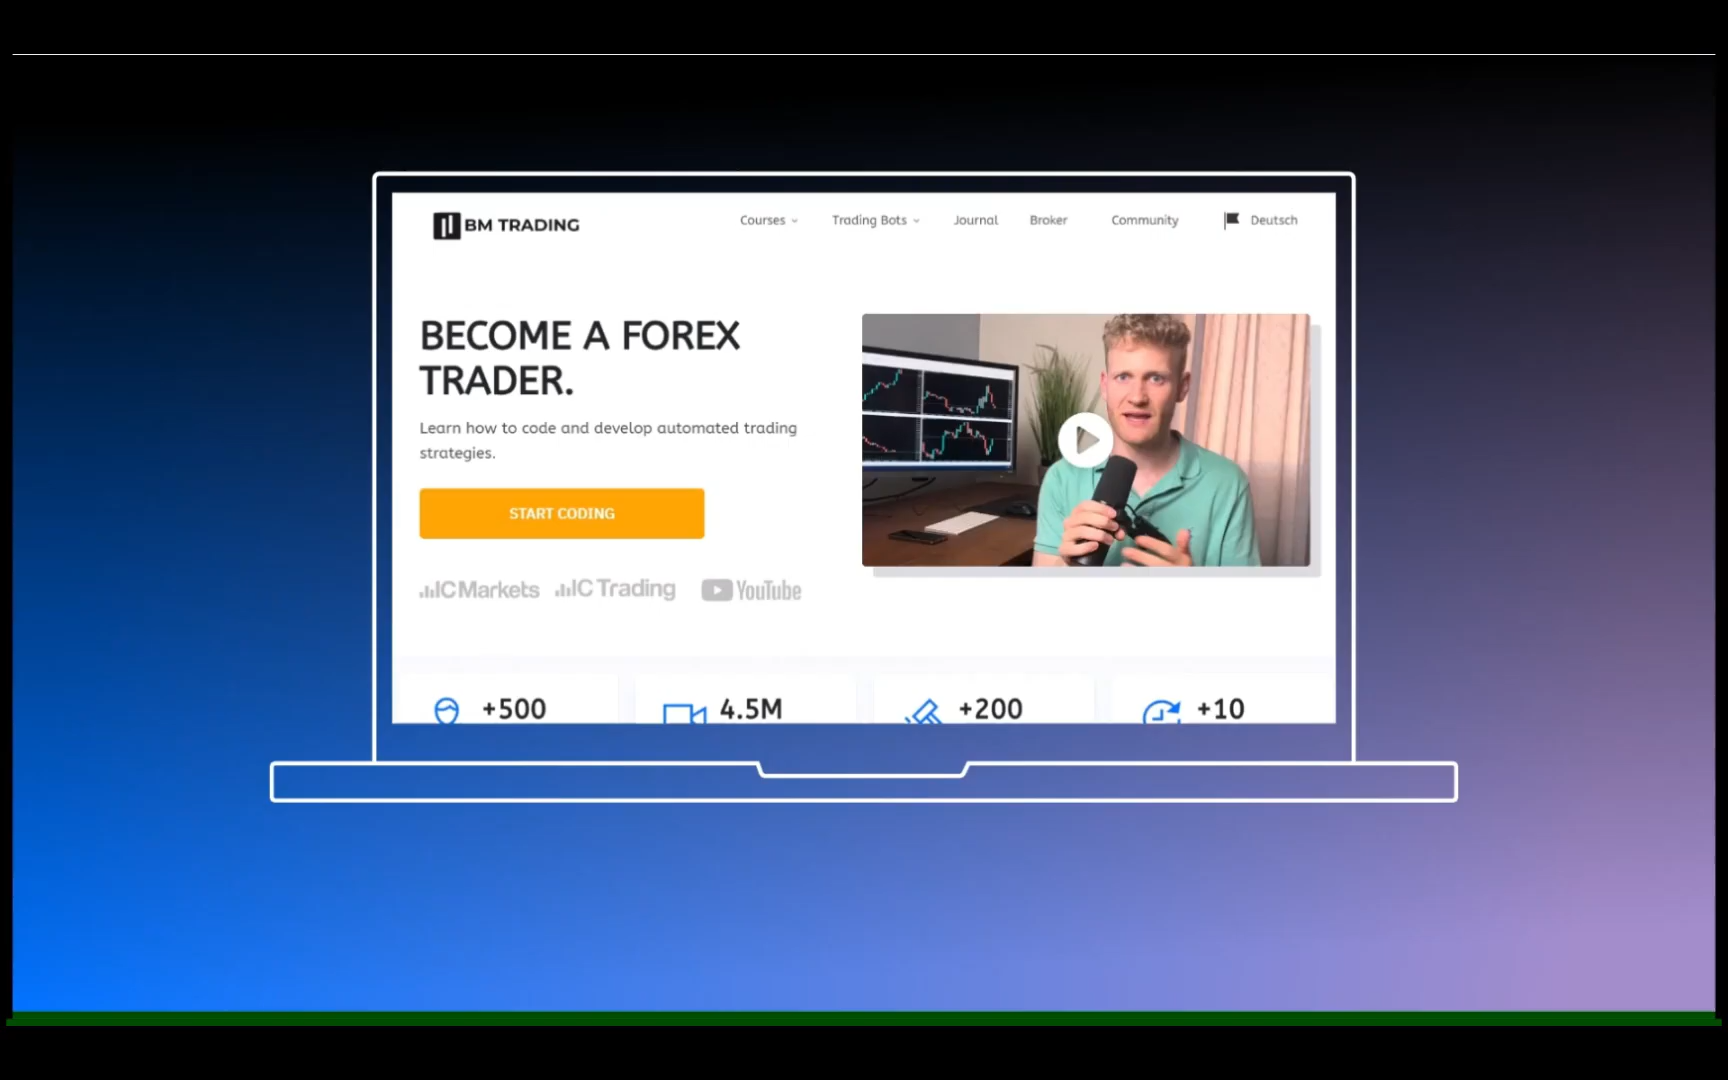 BM TRADING
Courses
Trading Bots
Journal
Broker
Community
Deutsch
BECOME A FOREX
TRADER.
Learn how to code and develop automated trading
strategies.
START CODING
ICMarkets
IC Trading
YouTube
+500
4.5M
+200
+10